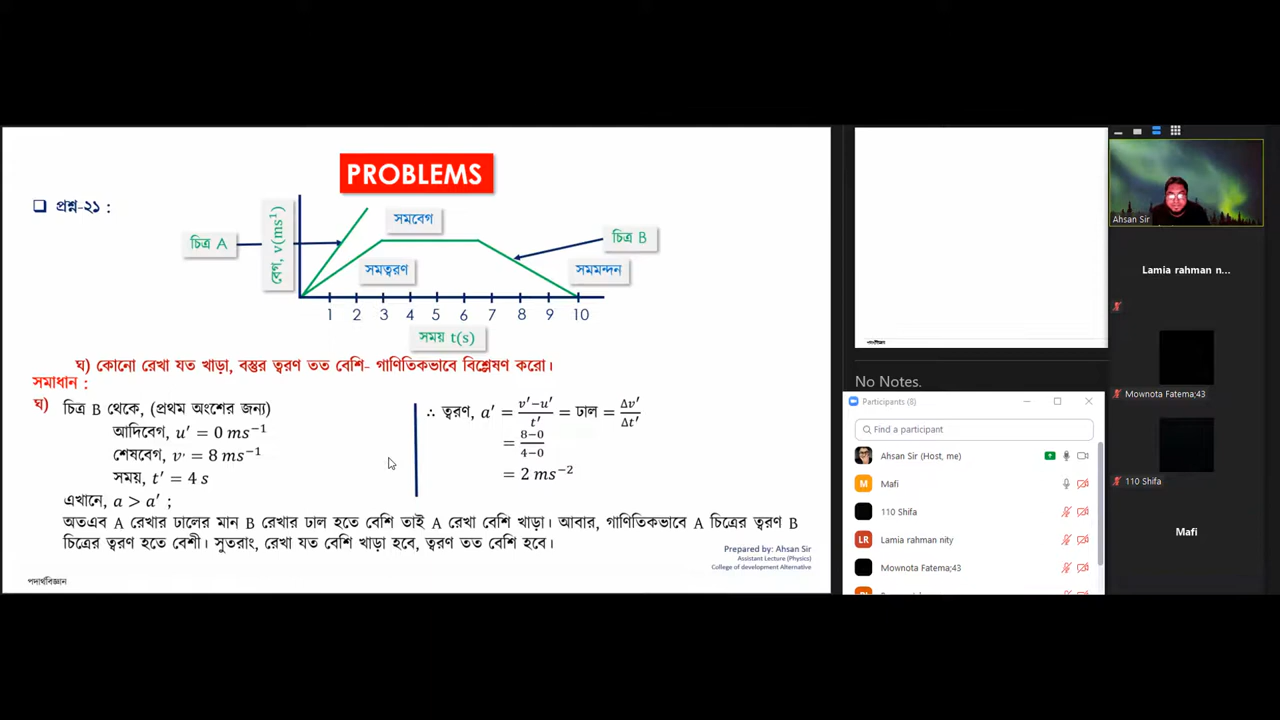 PROBLEMS
❑ প্রশ্ন-২১ :
বেগ, v(ms¹)
চিত্র A
সমবেগ
চিত্র B
সমত্বরণ
সমমন্দন
1 2 3 4 5 6 7 8 9 10
সময় t(s)
ঘ) কোনো রেখা যত খাড়া, বস্তুর ত্বরণ তত বেশি- গাণিতিকভাবে বিশ্লেষণ করো।
সমাধান :
ঘ) চিত্র B থেকে, (প্রথম অংশের জন্য)
আদিবেগ, u′ = 0 ms⁻¹
শেষবেগ, v′ = 8 ms⁻¹
সময়, t′ = 4 s
এখানে, a > a′ ;
∴ ত্বরণ, a′ = (v′−u′)/t′ = ঢাল = Δv′/Δt′
= (8−0)/(4−0)
= 2 ms⁻²
অতএব A রেখার ঢালের মান B রেখার ঢাল হতে বেশি তাই A রেখা বেশি খাড়া। আবার, গাণিতিকভাবে A চিত্রের ত্বরণ B
চিত্রের ত্বরণ হতে বেশী। সুতরাং, রেখা যত বেশি খাড়া হবে, ত্বরণ তত বেশি হবে।
Prepared by: Ahsan Sir
Assistant Lecture (Physics)
College of development Alternative
পদার্থবিজ্ঞান
পদার্থবিজ্ঞান
No Notes.
Participants (8)
Find a participant
Ahsan Sir (Host, me)
M Mafi
110 Shifa
LR Lamia rahman nity
Mownota Fatema;43
Ahsan Sir
Lamia rahman n...
Mownota Fatema;43
110 Shifa
Mafi